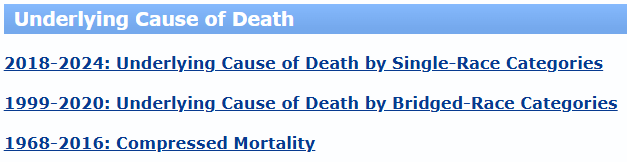 Underlying Cause of Death
2018-2024: Underlying Cause of Death by Single-Race Categories
1999-2020: Underlying Cause of Death by Bridged-Race Categories
1968-2016: Compressed Mortality